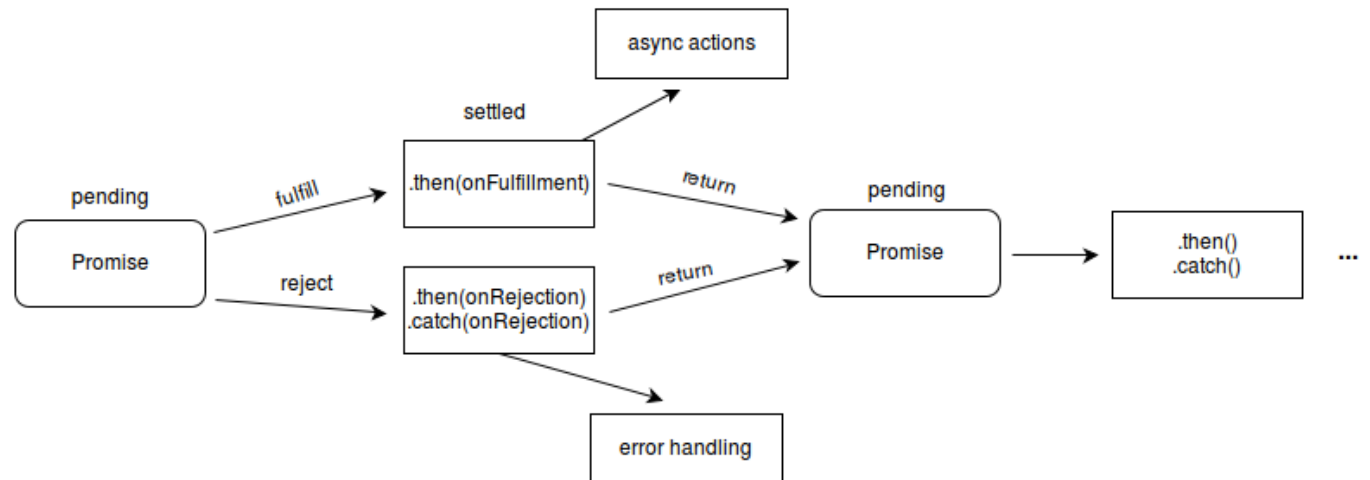 async actions
settled
.then(onFulfillment)
pending
fulfill
return
pending
Promise
reject
.then(onRejection)
.catch(onRejection)
return
Promise
.then()
.catch()
...
error handling